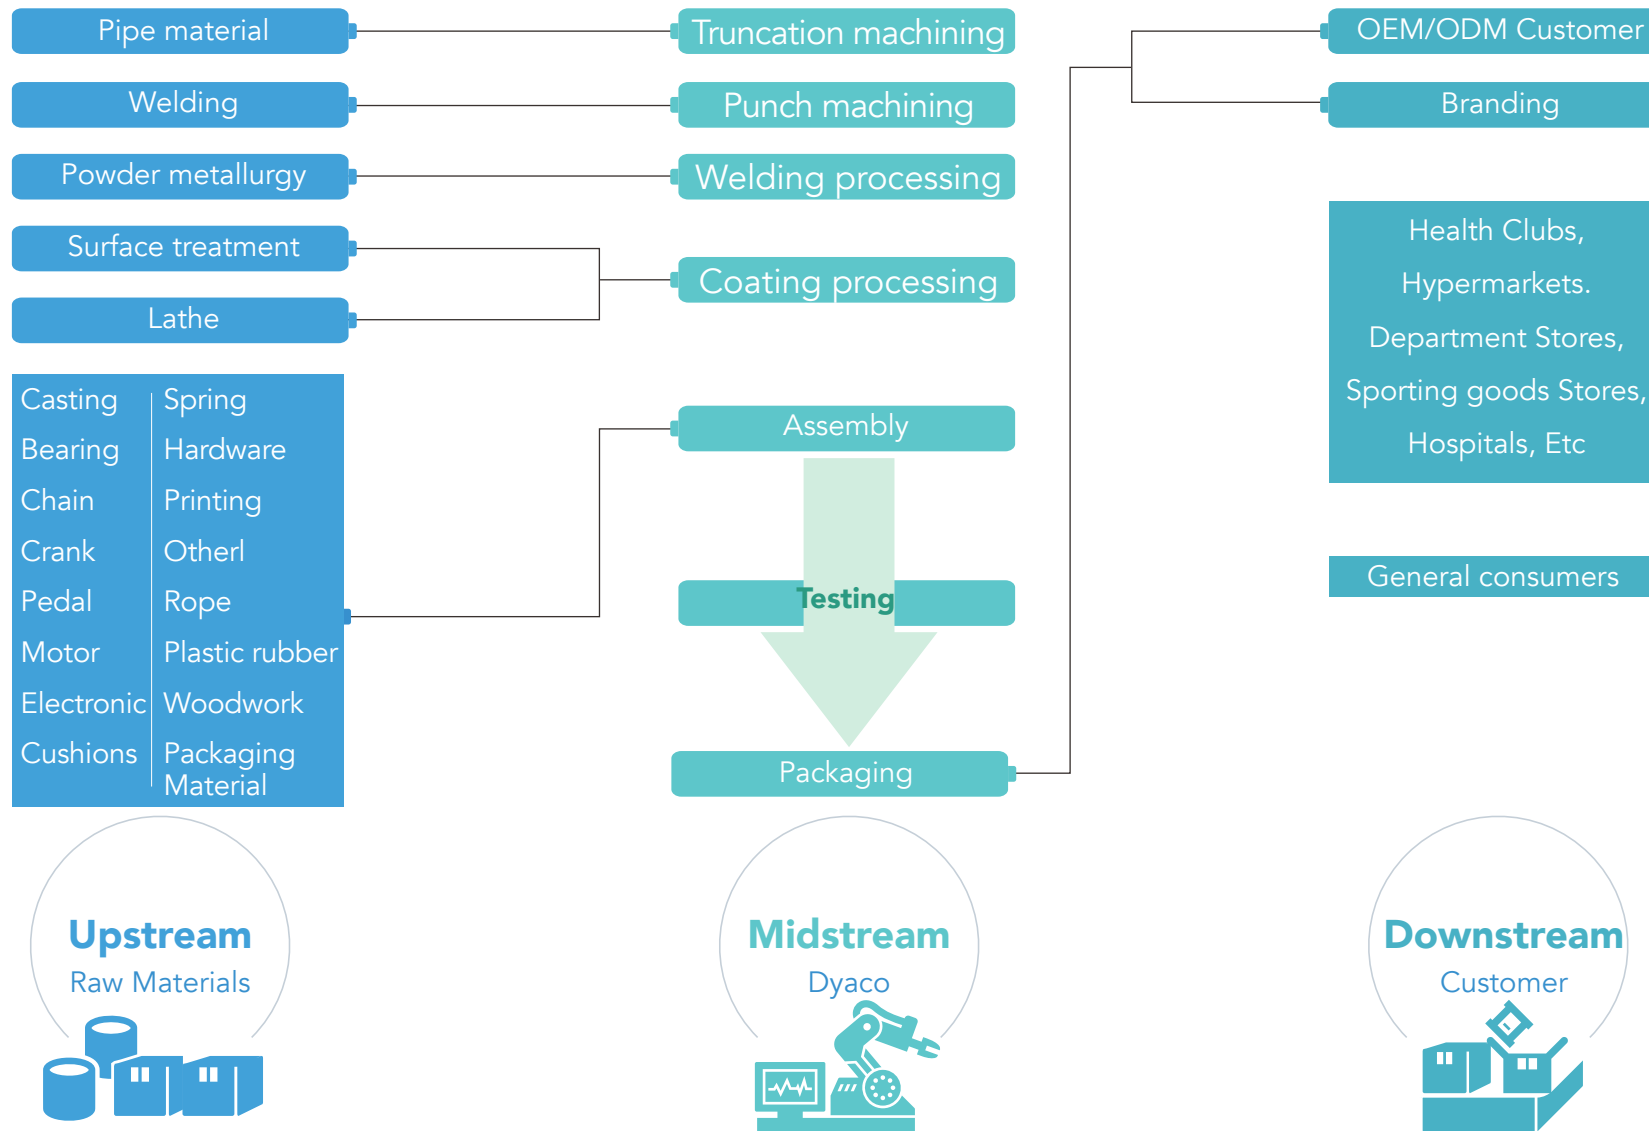 Pipe material
Welding
Powder metallurgy
Surface treatment
Lathe
Casting
Bearing
Chain
Crank
Pedal
Motor
Electronic
Cushions
Spring
Hardware
Printing
Otherl
Rope
Plastic rubber
Woodwork
Packaging
Material
Upstream
Raw Materials
Truncation machining
Punch machining
Welding processing
Coating processing
Assembly
Testing
Packaging
Midstream
Dyaco
OEM/ODM Customer
Branding
Health Clubs,
Hypermarkets.
Department Stores,
Sporting goods Stores,
Hospitals, Etc
General consumers
Downstream
Customer